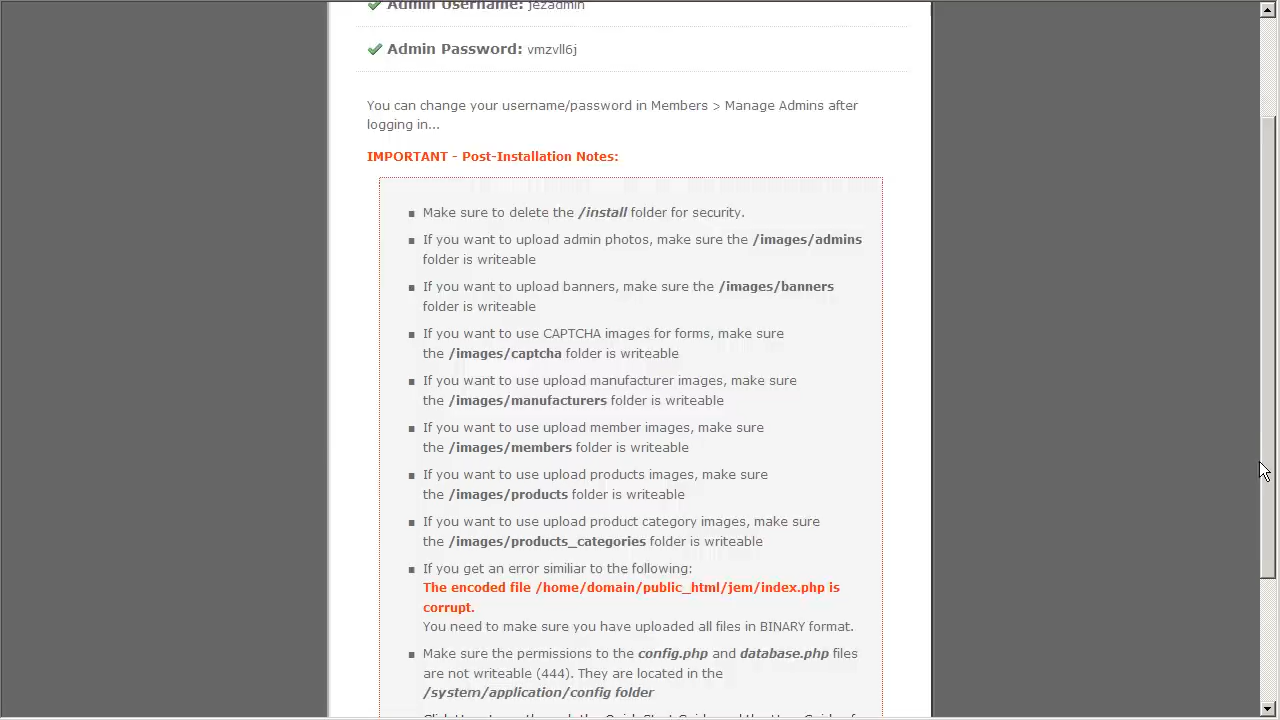 Admin Username: jezadmin
Admin Password: vmzvll6j
You can change your username/password in Members > Manage Admins after
logging in...
IMPORTANT - Post-Installation Notes:
Make sure to delete the /install folder for security.
If you want to upload admin photos, make sure the /images/admins
folder is writeable
If you want to upload banners, make sure the /images/banners
folder is writeable
If you want to use CAPTCHA images for forms, make sure
the /images/captcha folder is writeable
If you want to use upload manufacturer images, make sure
the /images/manufacturers folder is writeable
If you want to use upload member images, make sure
the /images/members folder is writeable
If you want to use upload products images, make sure
the /images/products folder is writeable
If you want to use upload product category images, make sure
the /images/products_categories folder is writeable
If you get an error similiar to the following:
The encoded file /home/domain/public_html/jem/index.php is
corrupt.
You need to make sure you have uploaded all files in BINARY format.
Make sure the permissions to the config.php and database.php files
are not writeable (444). They are located in the
/system/application/config folder